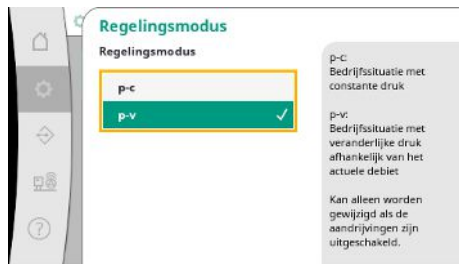 Regelingsmodus
Regelingsmodus
p-c
p-v
p-c:
Bedrijfssituatie met
constante druk
p-v:
Bedrijfssituatie met
veranderlijke druk
afhankelijk van het
actuele debiet
Kan alleen worden
gewijzigd als de
aandrijvingen zijn
uitgeschakeld.